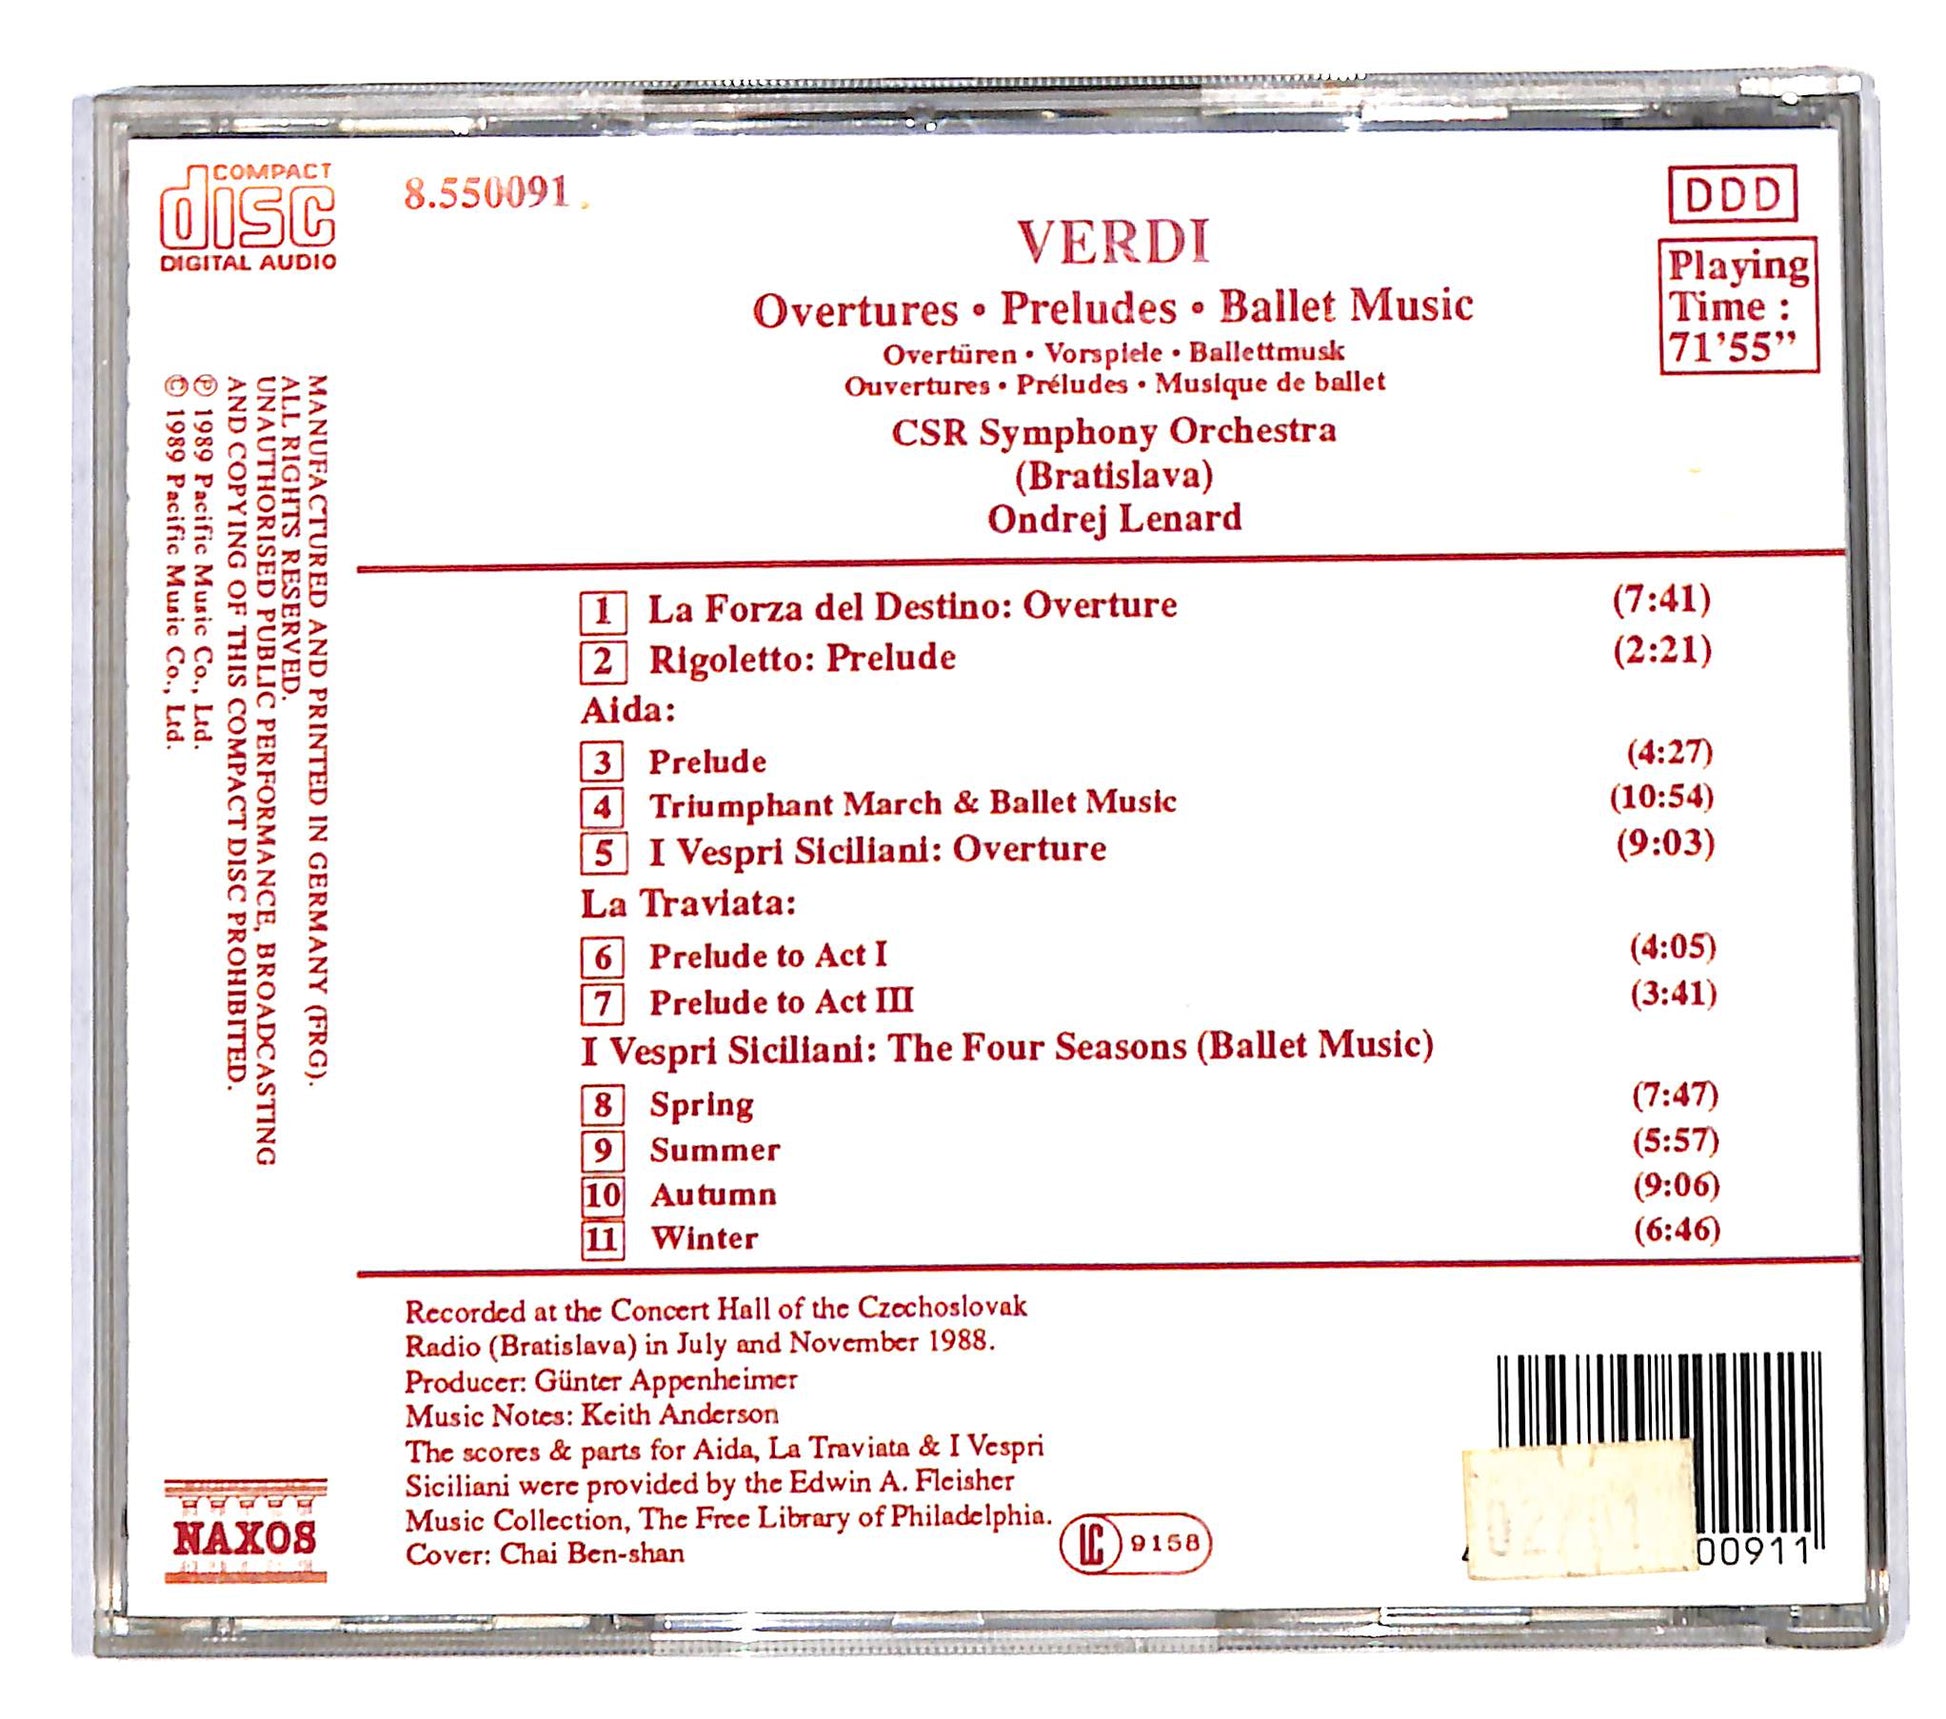 COMPACT
disc
DIGITAL AUDIO
8.550091
DDD
Playing
Time :
71'55”
VERDI
Overtures • Preludes • Ballet Music
Overtüren • Vorspiele • Ballettmusk
Ouvertures • Préludes • Musique de ballet
CSR Symphony Orchestra
(Bratislava)
Ondrej Lenard
1 La Forza del Destino: Overture (7:41)
2 Rigoletto: Prelude (2:21)
Aida:
3 Prelude (4:27)
4 Triumphant March & Ballet Music (10:54)
5 I Vespri Siciliani: Overture (9:03)
La Traviata:
6 Prelude to Act I (4:05)
7 Prelude to Act III (3:41)
I Vespri Siciliani: The Four Seasons (Ballet Music)
8 Spring (7:47)
9 Summer (5:57)
10 Autumn (9:06)
11 Winter (6:46)
MANUFACTURED AND PRINTED IN GERMANY (FRG).
ALL RIGHTS RESERVED.
UNAUTHORISED PUBLIC PERFORMANCE, BROADCASTING
AND COPYING OF THIS COMPACT DISC PROHIBITED.
℗ 1989 Pacific Music Co., Ltd.
© 1989 Pacific Music Co., Ltd.
Recorded at the Concert Hall of the Czechoslovak
Radio (Bratislava) in July and November 1988.
Producer: Günter Appenheimer
Music Notes: Keith Anderson
The scores & parts for Aida, La Traviata & I Vespri
Siciliani were provided by the Edwin A. Fleisher
Music Collection, The Free Library of Philadelphia.
Cover: Chai Ben-shan
NAXOS
LC 9158
00911